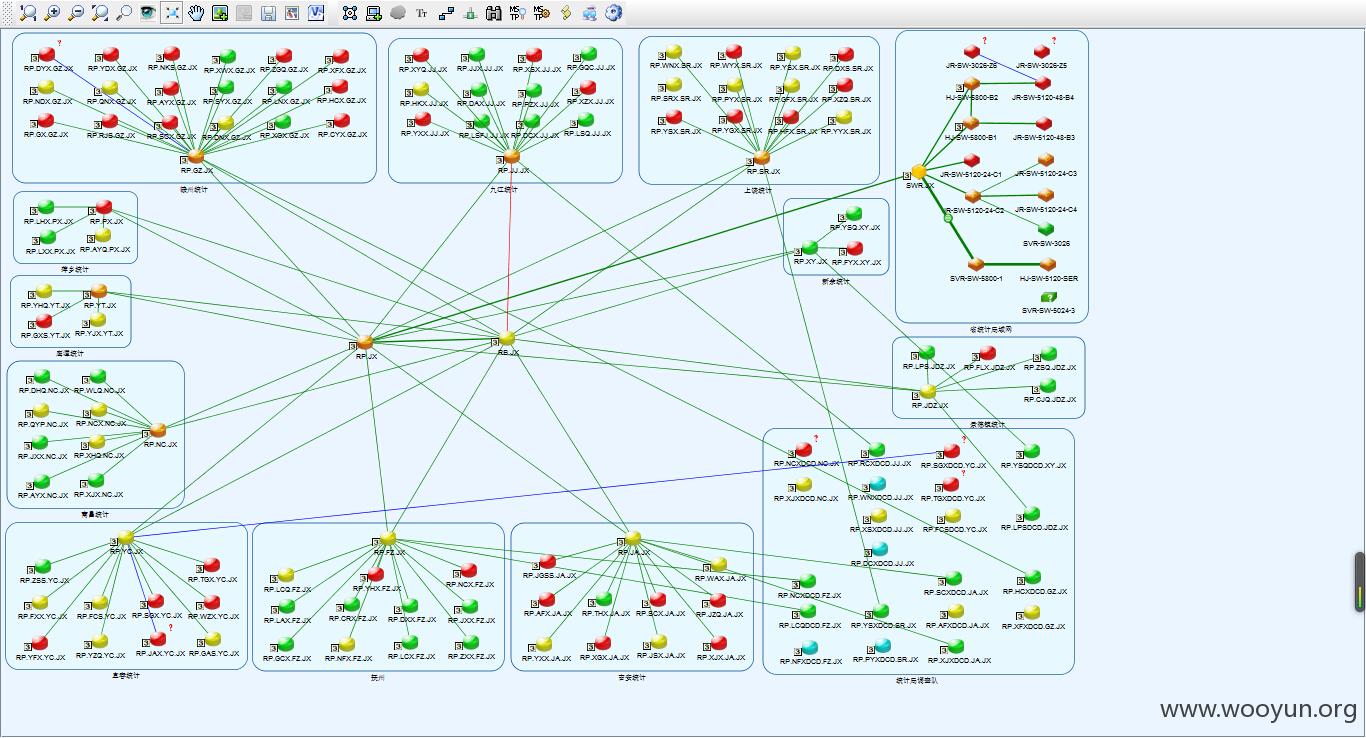 RP.DYX.GZ.JX RP.YDX.GZ.JX RP.NKS.GZ.JX RP.XWX.GZ.JX RP.ZGQ.GZ.JX RP.XFX.GZ.JX
RP.NDX.GZ.JX RP.QNX.GZ.JX RP.AYX.GZ.JX RP.SYX.GZ.JX RP.LNX.GZ.JX RP.HCX.GZ.JX
RP.GX.GZ.JX RP.RJS.GZ.JX RP.SCX.GZ.JX RP.DNX.GZ.JX RP.XGX.GZ.JX RP.CYX.GZ.JX
RP.GZ.JX
赣州统计
RP.XYQ.JJ.JX RP.JJX.JJ.JX RP.XSX.JJ.JX RP.GQC.JJ.JX
RP.HKX.JJ.JX RP.DAX.JJ.JX RP.PZX.JJ.JX RP.XZX.JJ.JX
RP.YXX.JJ.JX RP.LSFJ.JJ.JX RP.DCX.JJ.JX RP.LSQ.JJ.JX
RP.JJ.JX
九江统计
RP.WNX.SR.JX RP.WYX.SR.JX RP.YSX.SR.JX RP.DXS.SR.JX
RP.SRX.SR.JX RP.PYX.SR.JX RP.GFX.SR.JX RP.XZQ.SR.JX
RP.YSX.SR.JX RP.YGX.SR.JX RP.HFX.SR.JX RP.YYX.SR.JX
RP.SR.JX
上饶统计
JR-SW-3026-Z6 JR-SW-3026-Z5
HJ-SW-5800-B2 JR-SW-5120-48-B4
HJ-SW-5800-B1 JR-SW-5120-48-B3
JR-SW-5120-24-C1 JR-SW-5120-24-C3
SWR.JX
JR-SW-5120-24-C2 JR-SW-5120-24-C4
SVR-SW-3026
SVR-SW-5800-1 HJ-SW-5120-SER
SVR-SW-5024-3
省统计局域网
RP.LHX.PX.JX RP.PX.JX
RP.LXX.PX.JX RP.AYQ.PX.JX
萍乡统计
RP.YSQ.XY.JX
RP.XY.JX RP.FYX.XY.JX
新余统计
RP.YHQ.YT.JX RP.YT.JX
RP.GXS.YT.JX RP.YJX.YT.JX
鹰潭统计
RP.JX
RB.JX
RP.LPS.JDZ.JX RP.FLX.JDZ.JX RP.ZSQ.JDZ.JX
RP.JDZ.JX RP.CJQ.JDZ.JX
景德镇统计
RP.DHQ.NC.JX RP.WLQ.NC.JX
RP.QYP.NC.JX RP.NCX.NC.JX
RP.JXX.NC.JX RP.XHQ.NC.JX
RP.NC.JX
RP.AYX.NC.JX RP.XJX.NC.JX
南昌统计
RP.NCXDCD.NC.JX RP.RCXDCD.JJ.JX RP.SGXDCD.YC.JX RP.YSQDCD.XY.JX
RP.XJXDCD.NC.JX RP.WNXDCD.JJ.JX RP.TGXDCD.YC.JX
RP.XSXDCD.JJ.JX RP.FCSDCD.YC.JX RP.LPSDCD.JDZ.JX
RP.DCXDCD.JJ.JX
RP.NCXDCD.FZ.JX RP.SCXDCD.JA.JX RP.HCXDCD.GZ.JX
RP.LCQDCD.FZ.JX RP.YSXDCD.SR.JX RP.AFXDCD.JA.JX RP.XFXDCD.GZ.JX
RP.NFXDCD.FZ.JX RP.PYXDCD.SR.JX RP.XJXDCD.JA.JX
统计局调查队
RP.YC.JX
RP.ZSS.YC.JX RP.TGX.YC.JX
RP.FXX.YC.JX RP.FCS.YC.JX RP.SGX.YC.JX RP.WZX.YC.JX
RP.YFX.YC.JX RP.YZQ.YC.JX RP.JAX.YC.JX RP.GAS.YC.JX
宜春统计
RP.FZ.JX
RP.LCQ.FZ.JX RP.YHX.FZ.JX RP.NCX.FZ.JX
RP.LAX.FZ.JX RP.CRX.FZ.JX RP.DXX.FZ.JX RP.JXX.FZ.JX
RP.GCX.FZ.JX RP.NFX.FZ.JX RP.LCX.FZ.JX RP.ZXX.FZ.JX
抚州
RP.JA.JX
RP.JGSS.JA.JX RP.WAX.JA.JX
RP.AFX.JA.JX RP.THX.JA.JX RP.SCX.JA.JX RP.JZQ.JA.JX
RP.YXX.JA.JX RP.XGX.JA.JX RP.JSX.JA.JX RP.XJX.JA.JX
吉安统计
www.wooyun.org